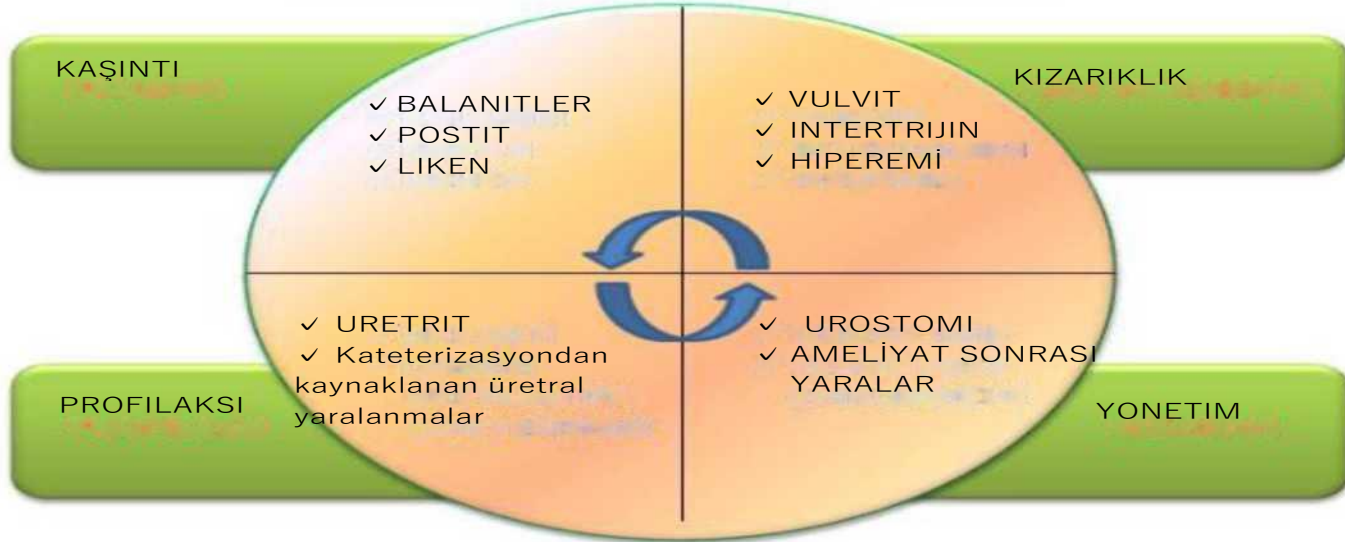 KAŞINTI
✓ BALANITLER
✓ POSTIT
✓ LIKEN
✓ VULVIT
✓ INTERTRIJIN
✓ HİPEREMİ
KIZARIKLIK
PROFILAKSI
✓ URETRIT
✓ Kateterizasyondan
kaynaklanan üretral
yaralanmalar
✓ UROSTOMI
✓ AMELİYAT SONRASI
YARALAR
YONETIM